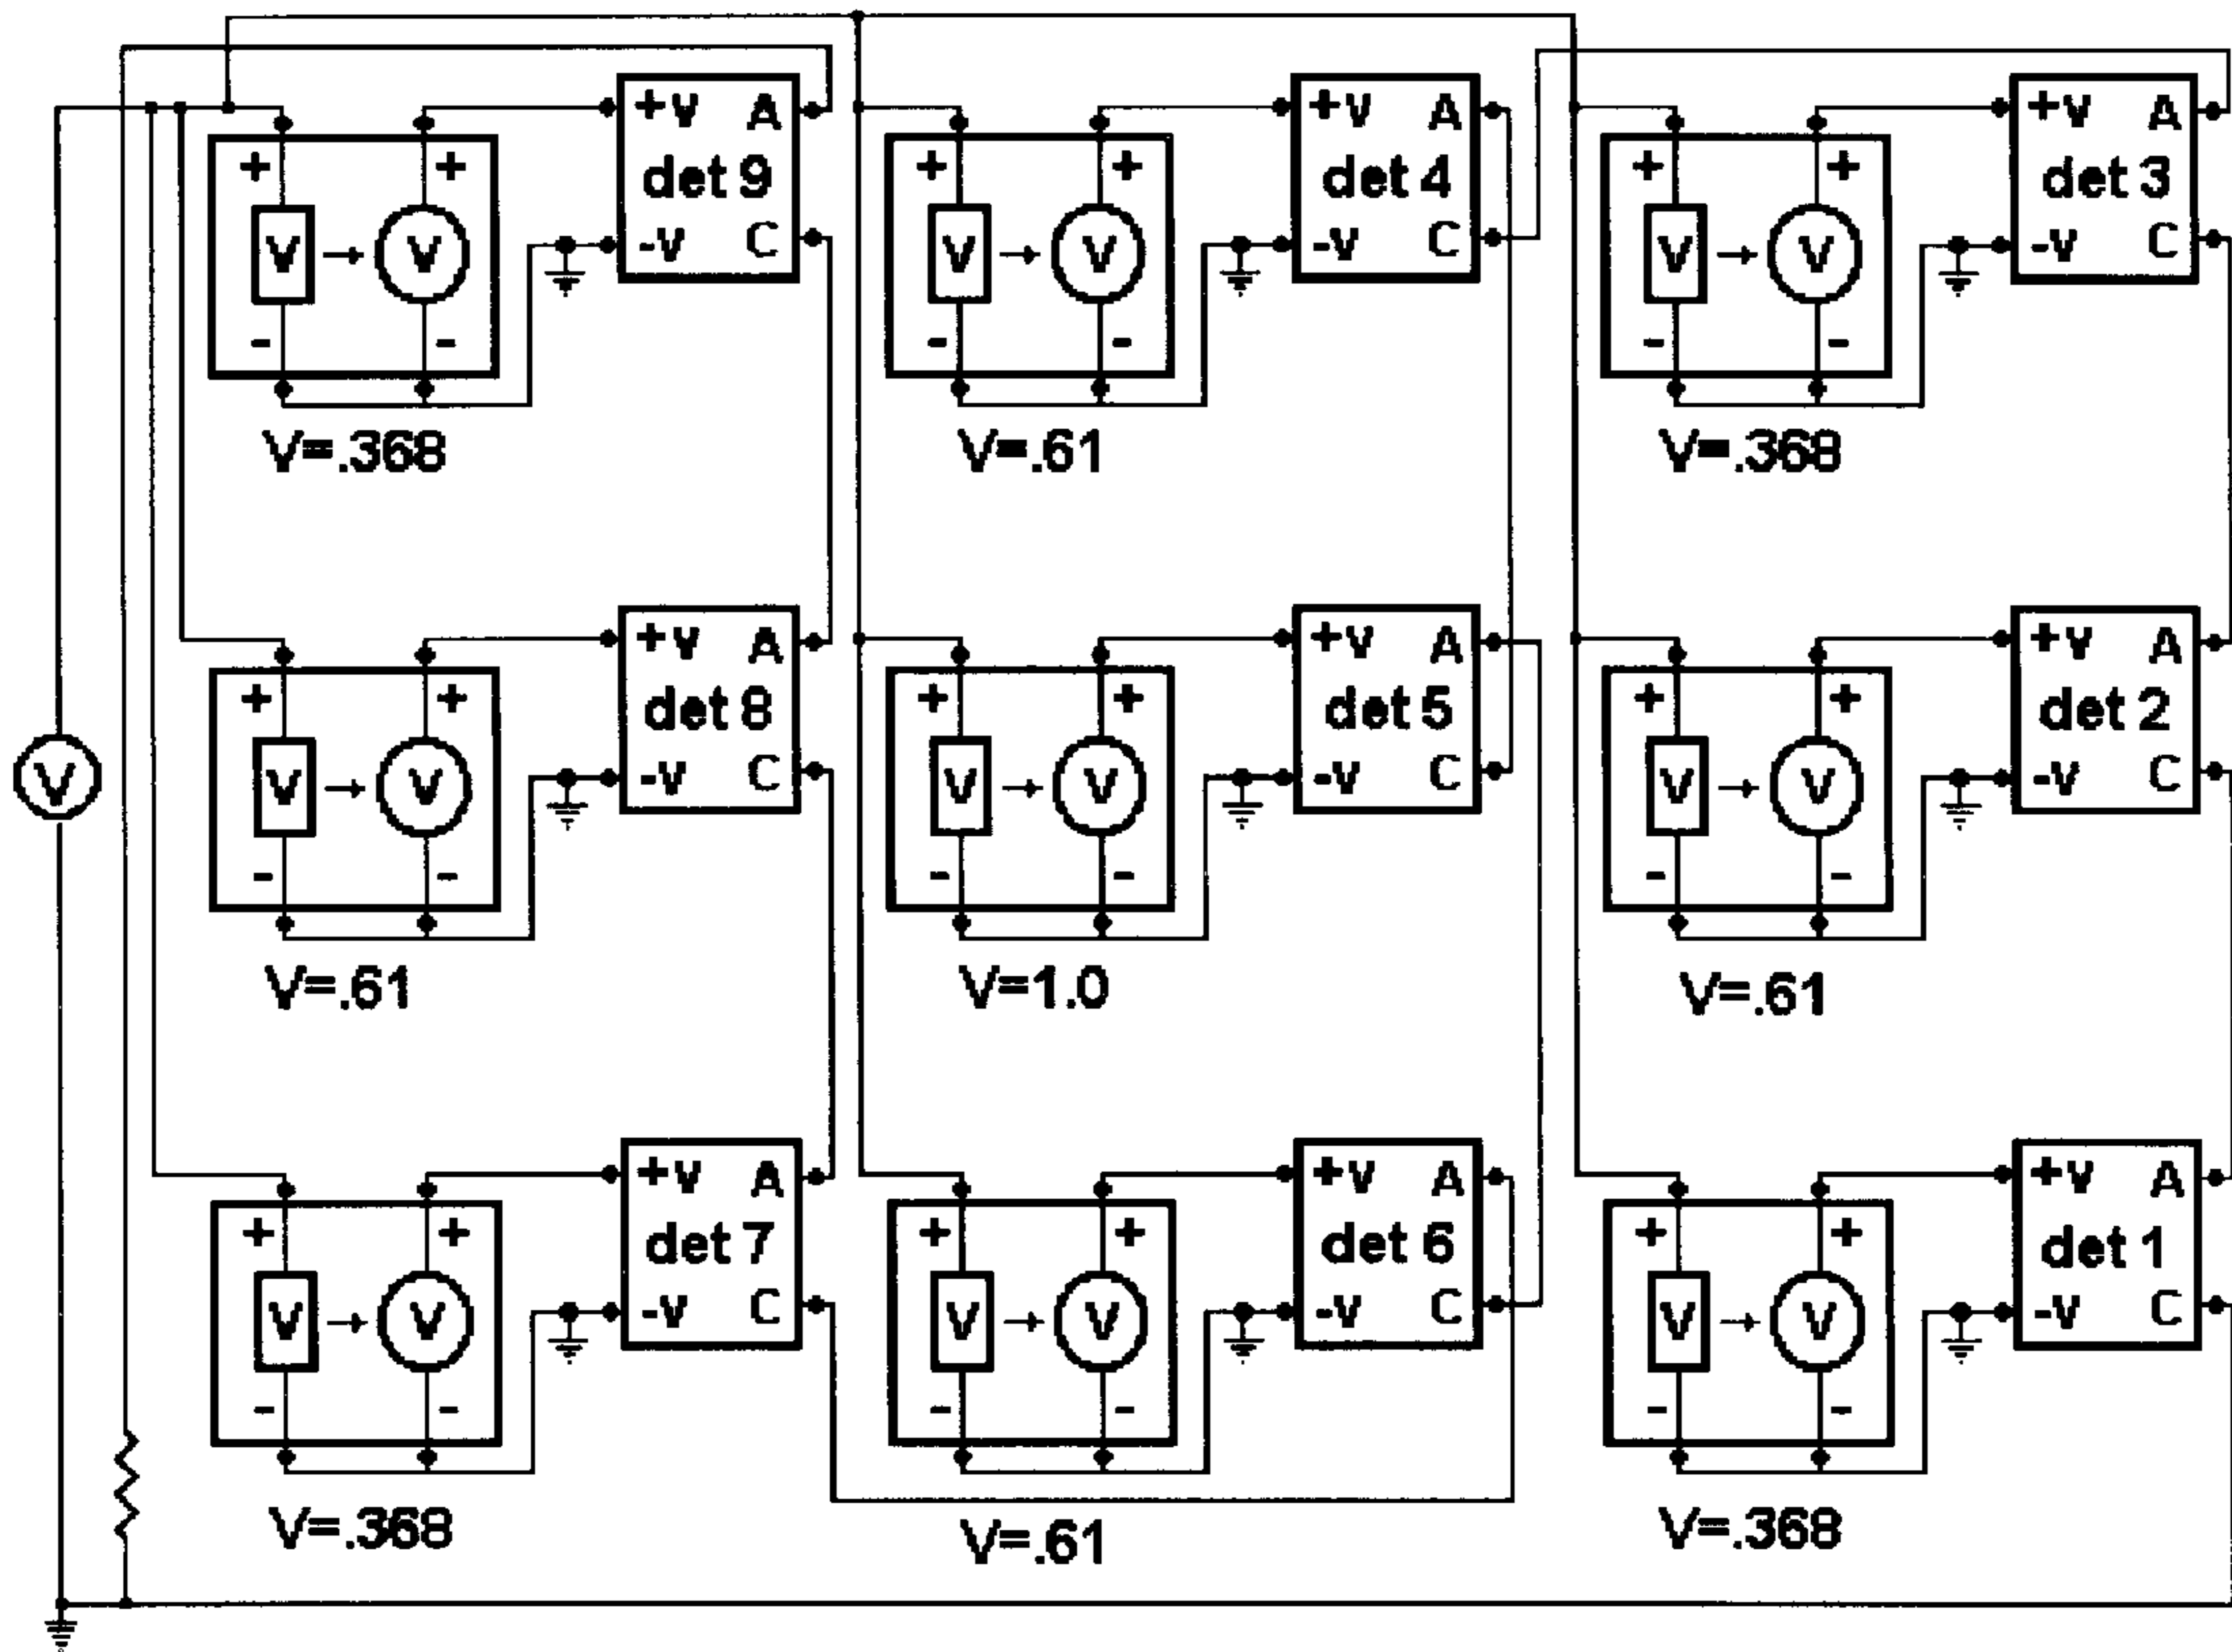 +v A +v A +v A
+ + det 9 + + det 4 + + det 3
V V -v C V V -v C V V -v C
- - - - - -
V=.368 V=.61 V=.368
+v A +v A +v A
+ + det 8 + + det 5 + + det 2
V
V V -v C V V -v C V V -v C
- - - - - -
V=.61 V=1.0 V=.61
+v A +v A +v A
+ + det 7 + + det 6 + + det 1
V V -v C V V -v C V V -v C
- - - - - -
V=.368 V=.61 V=.368